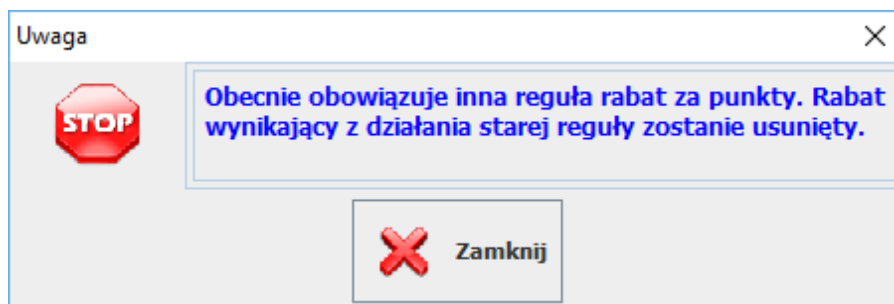 Uwaga
STOP
Obecnie obowiązuje inna reguła rabat za punkty. Rabat
wynikający z działania starej reguły zostanie usunięty.
Zamknij